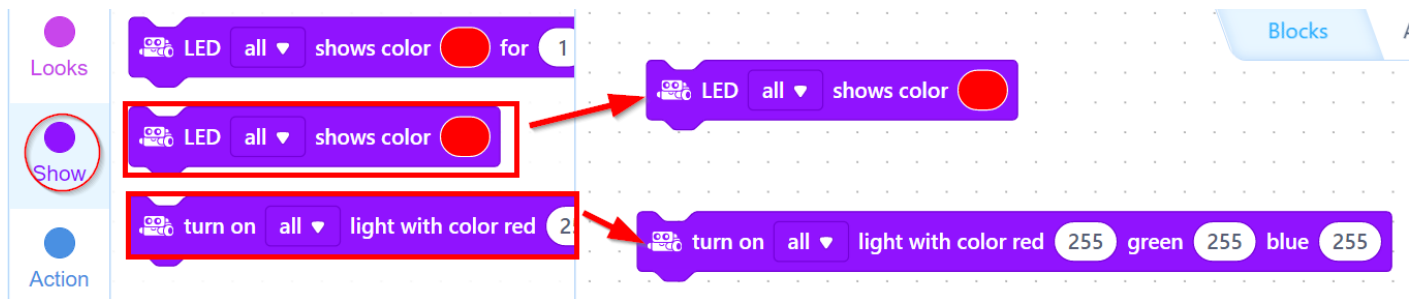 Looks
Show
Action
LED all shows color for 1
LED all shows color
turn on all light with color red
Blocks
LED all shows color
turn on all light with color red 255 green 255 blue 255